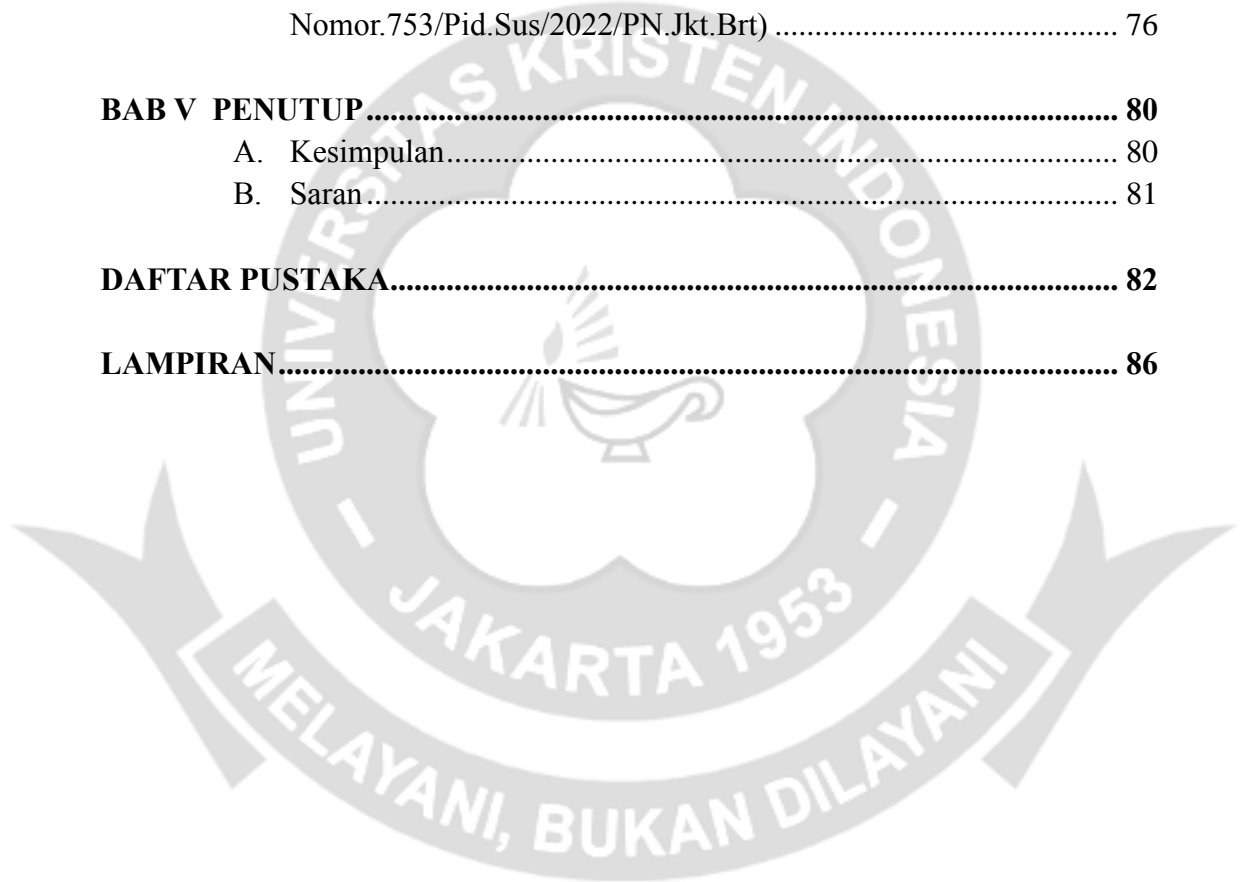 Nomor.753/Pid.Sus/2022/PN.Jkt.Brt) ...................................... 76
BAB V PENUTUP ................................................................ 80
A. Kesimpulan ................................................................ 80
B. Saran ................................................................ 81
DAFTAR PUSTAKA ................................................................ 82
LAMPIRAN ................................................................ 86
UNIVERSITAS KRISTEN INDONESIA
- JAKARTA 1953 -
MELAYANI, BUKAN DILAYANI